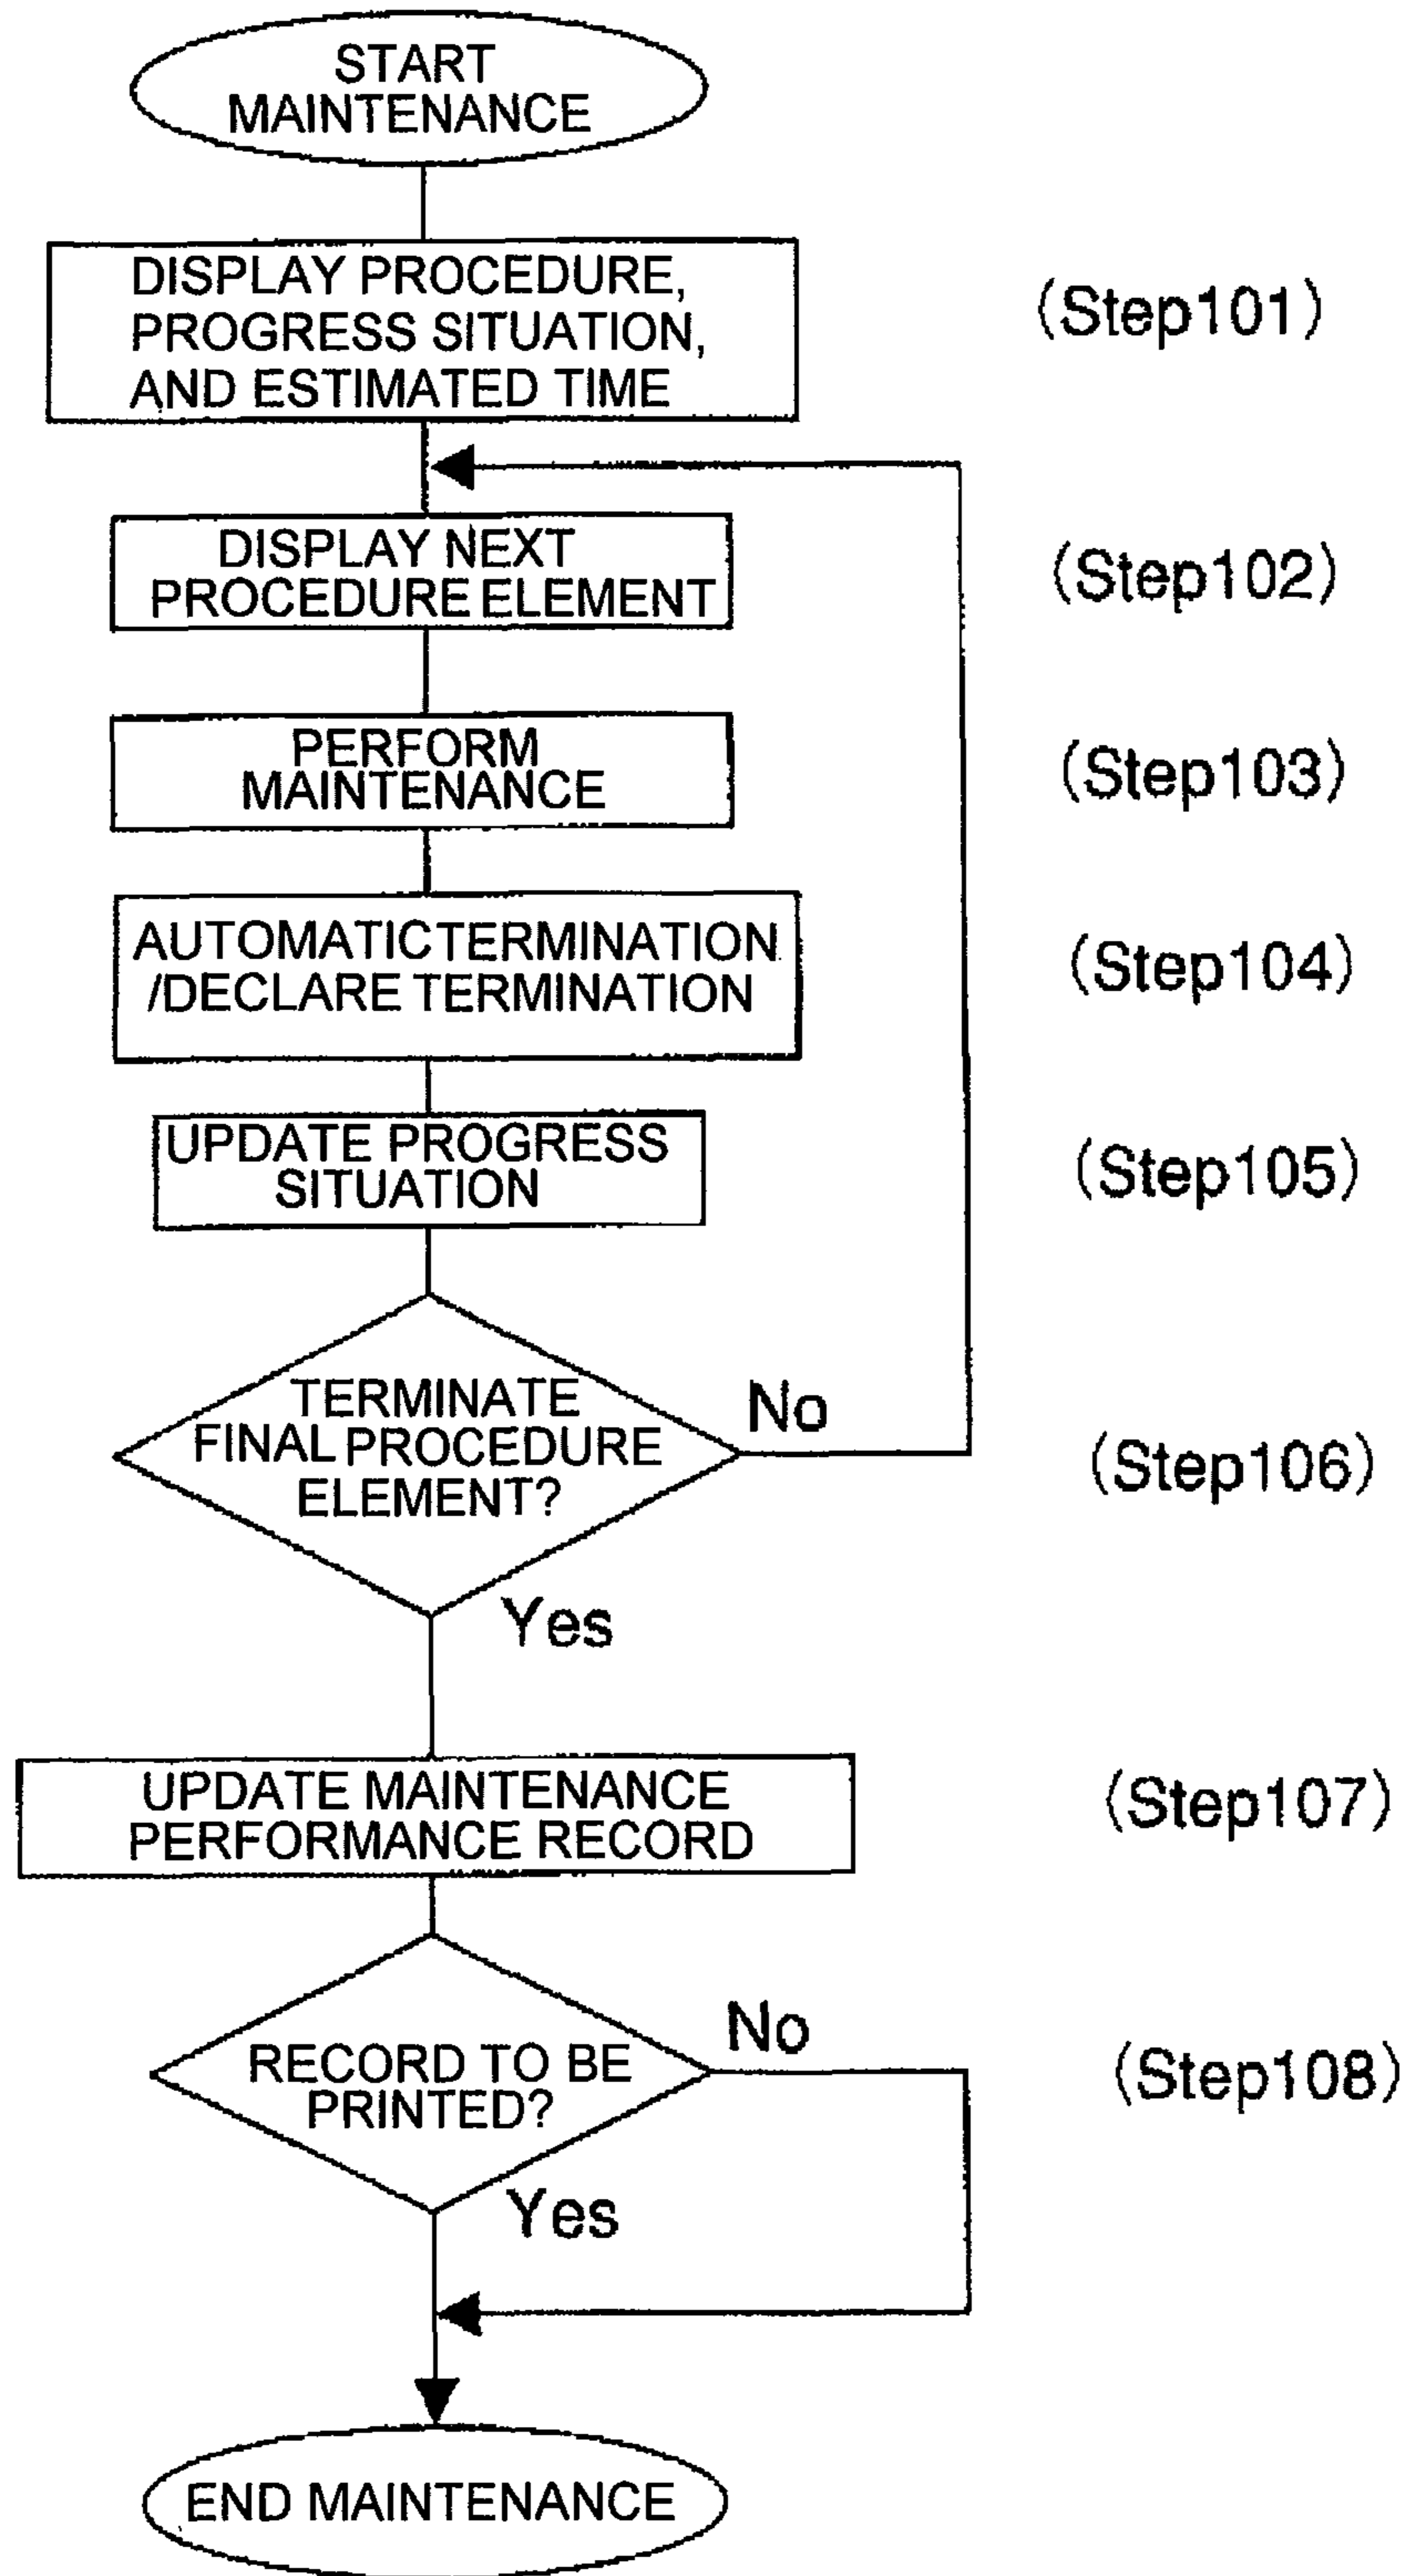 START
MAINTENANCE
DISPLAY PROCEDURE,
PROGRESS SITUATION,
AND ESTIMATED TIME
(Step101)
DISPLAY NEXT
PROCEDURE ELEMENT
(Step102)
PERFORM
MAINTENANCE
(Step103)
AUTOMATIC TERMINATION
/DECLARE TERMINATION
(Step104)
UPDATE PROGRESS
SITUATION
(Step105)
TERMINATE
FINAL PROCEDURE
ELEMENT?
No
(Step106)
Yes
UPDATE MAINTENANCE
PERFORMANCE RECORD
(Step107)
RECORD TO BE
PRINTED?
No
(Step108)
Yes
END MAINTENANCE